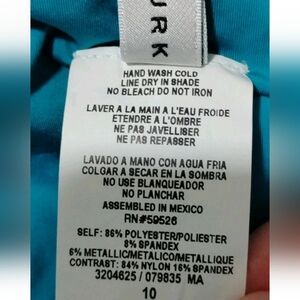 URK
HAND WASH COLD
LINE DRY IN SHADE
NO BLEACH DO NOT IRON
LAVER A LA MAIN A L'EAU FROIDE
ETENDRE A L'OMBRE
NE PAS JAVELLISER
NE PAS REPASSER
LAVADO A MANO CON AGUA FRIA
COLGAR A SECAR EN LA SOMBRA
NO USE BLANQUEADOR
NO PLANCHAR
ASSEMBLED IN MEXICO
RN#59526
SELF: 86% POLYESTER/POLIESTER
8% SPANDEX
6% METALLIC/METALICO/METALLIQUE
CONTRAST: 84% NYLON 16% SPANDEX
3204625 / 079835 MA
10